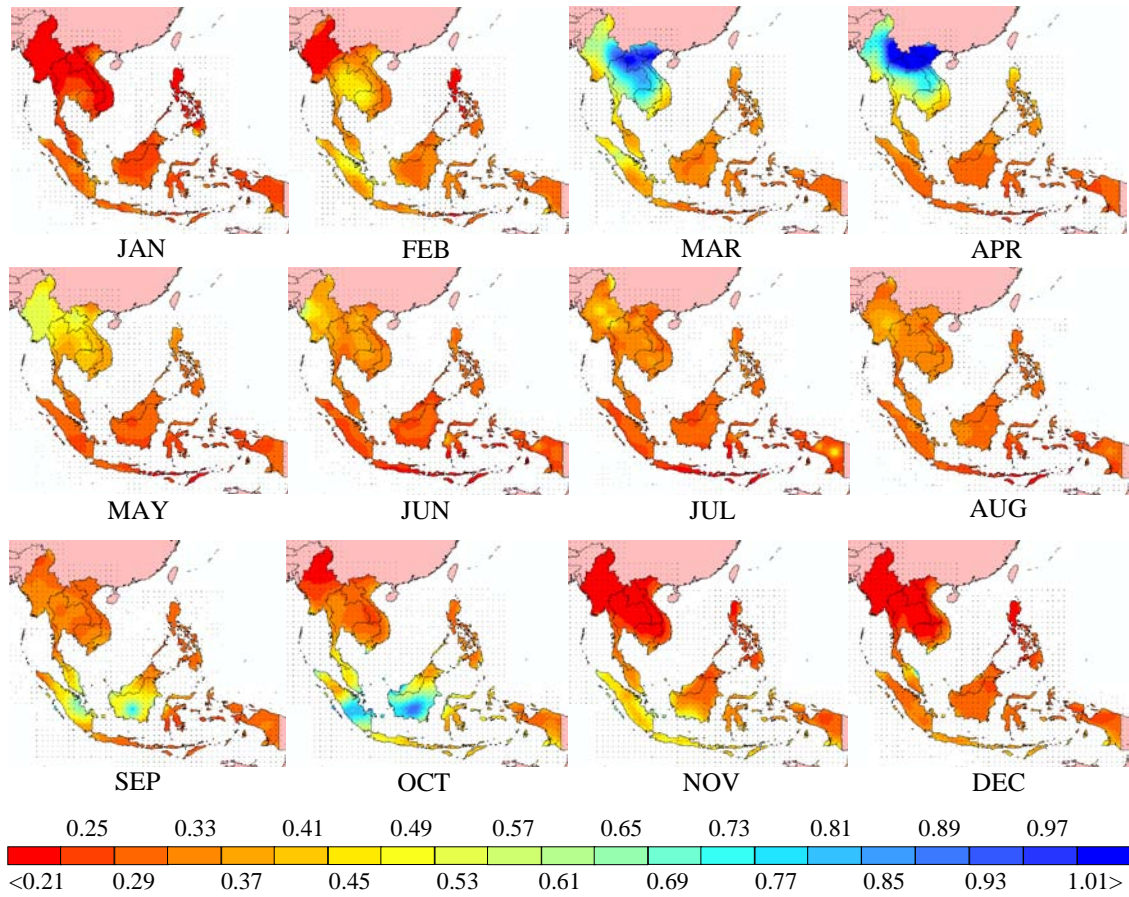 JAN FEB MAR APR
MAY JUN JUL AUG
SEP OCT NOV DEC
0.25 0.33 0.41 0.49 0.57 0.65 0.73 0.81 0.89 0.97
<0.21 0.29 0.37 0.45 0.53 0.61 0.69 0.77 0.85 0.93 1.01>